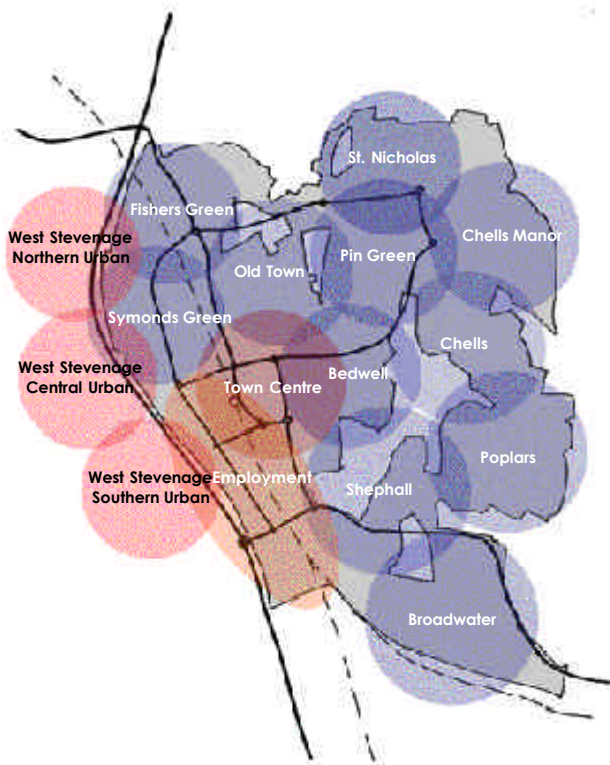 St. Nicholas
Fishers Green
West Stevenage
Northern Urban
Chells Manor
Old Town
Pin Green
Symonds Green
Chells
West Stevenage
Central Urban
Town Centre
Bedwell
Poplars
West Stevenage
Southern Urban
Employment
Shephall
Broadwater